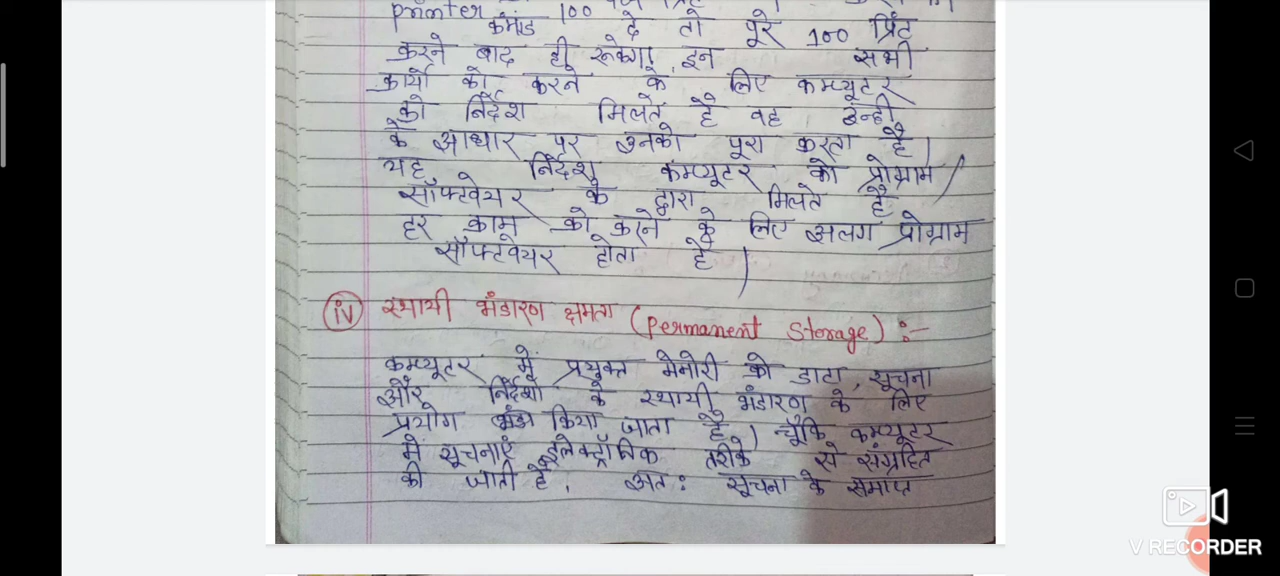 printer 100
कमांड दे तो पूरे 100 प्रिंट
करने बाद ही रूकेगा, इन सभी
कार्यो को करने के लिए कम्प्यूटर
को निर्देश मिलते है वह उन्ही
के आधार पर उनको पूरा करता है।
यह निर्देश कम्प्यूटर को प्रोग्राम/
सॉफ्टवेयर के द्वारा मिलते है
हर काम को करने के लिए अलग प्रोग्राम
सॉफ्टवेयर होता है।
iv स्थायी भंडारण क्षमता (Permanent Storage) :-
कम्प्यूटर में प्रयुक्त मेमोरी को डाटा, सूचना
और निर्देशो के स्थायी भंडारण के लिए
प्रयोग किया जाता है। चूँकि कम्प्यूटर
में सूचनाएं इलेक्ट्रॉनिक तरीके से संग्रहित
की जाती है, अतः सूचना के समाप्त
V RECORDER